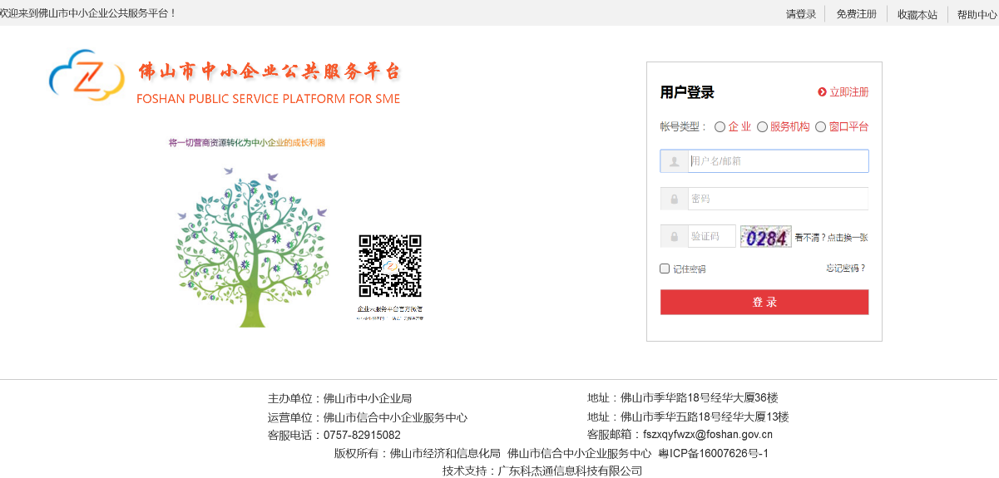 欢迎来到佛山市中小企业公共服务平台！
请登录 免费注册 收藏本站 帮助中心
佛山市中小企业公共服务平台
FOSHAN PUBLIC SERVICE PLATFORM FOR SME
将一切营商资源转化为中小企业的成长利器
企业云服务平台官方微信
用户登录 立即注册
帐号类型： 企 业 服务机构 窗口平台
用户名/邮箱
密码
验证码 0284 看不清？点击换一张
记住密码 忘记密码？
登 录
主办单位：佛山市中小企业局 地址：佛山市季华路18号经华大厦36楼
运营单位：佛山市信合中小企业服务中心 地址：佛山市季华五路18号经华大厦13楼
客服电话：0757-82915082 客服邮箱：fszxqyfwzx@foshan.gov.cn
版权所有：佛山市经济和信息化局 佛山市信合中小企业服务中心 粤ICP备16007626号-1
技术支持：广东科杰通信息科技有限公司